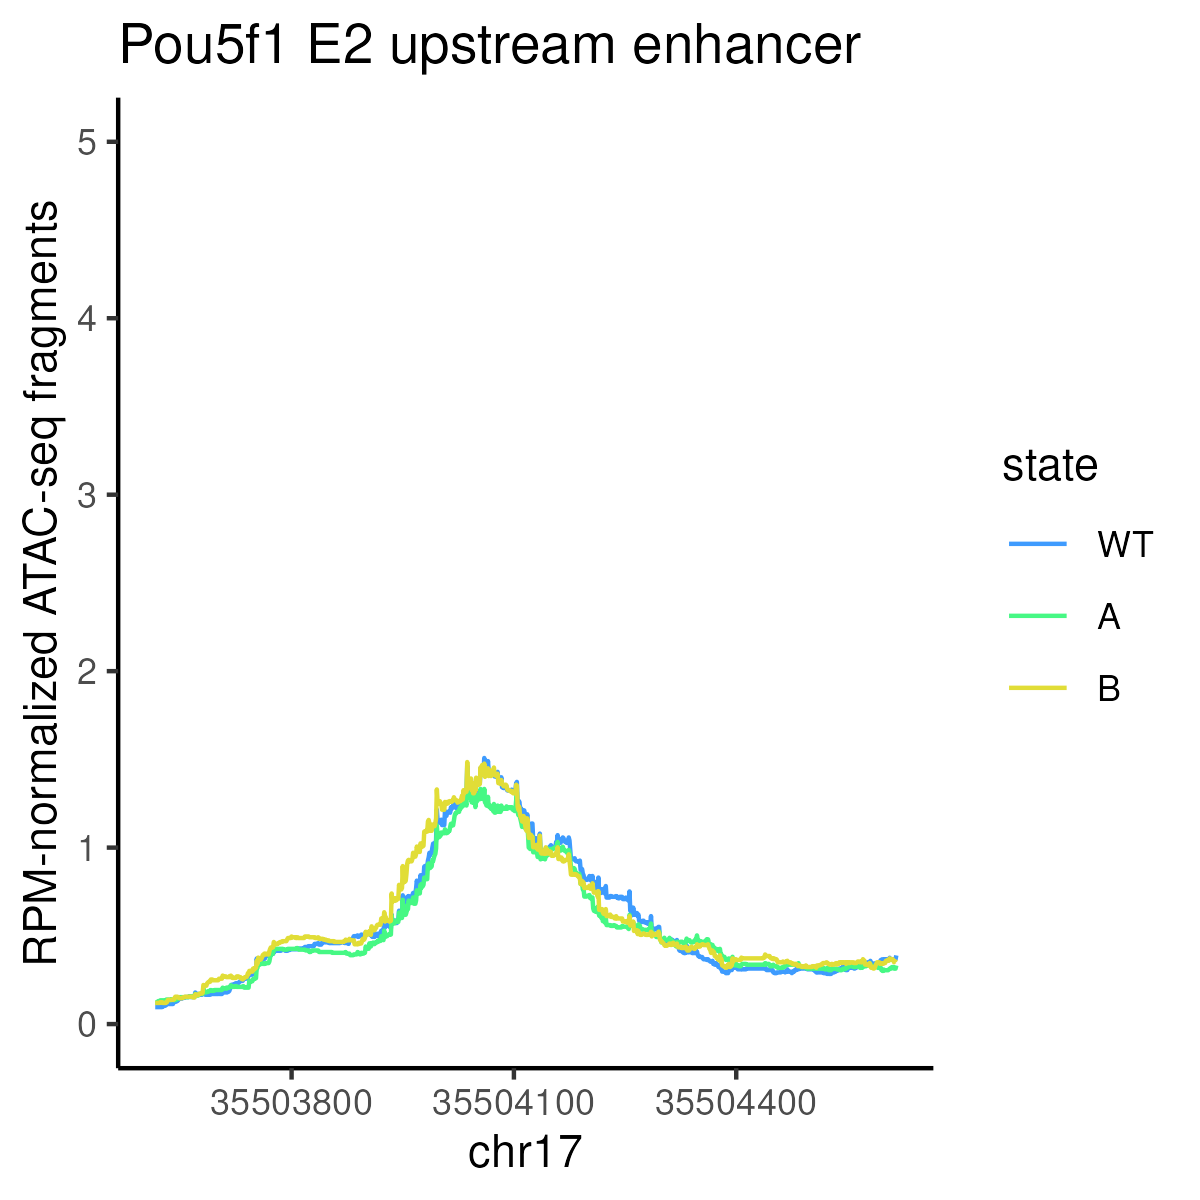 Pou5f1 E2 upstream enhancer
RPM-normalized ATAC-seq fragments
5
4
3
2
1
0
35503800 35504100 35504400
chr17
state
WT
A
B